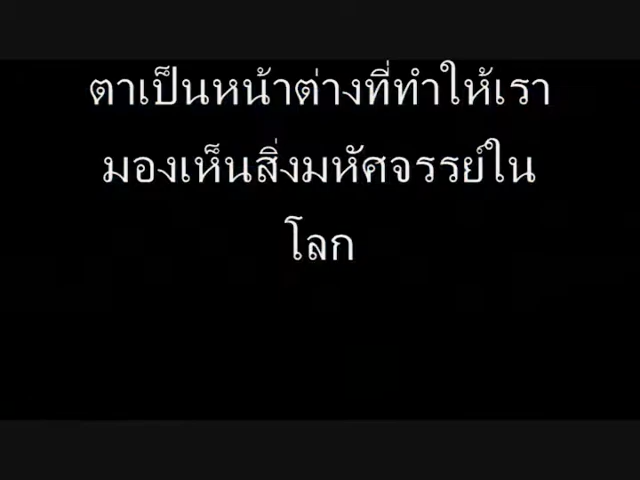 ตาเป็นหน้าต่างที่ทำให้เรา
มองเห็นสิ่งมหัศจรรย์ใน
โลก